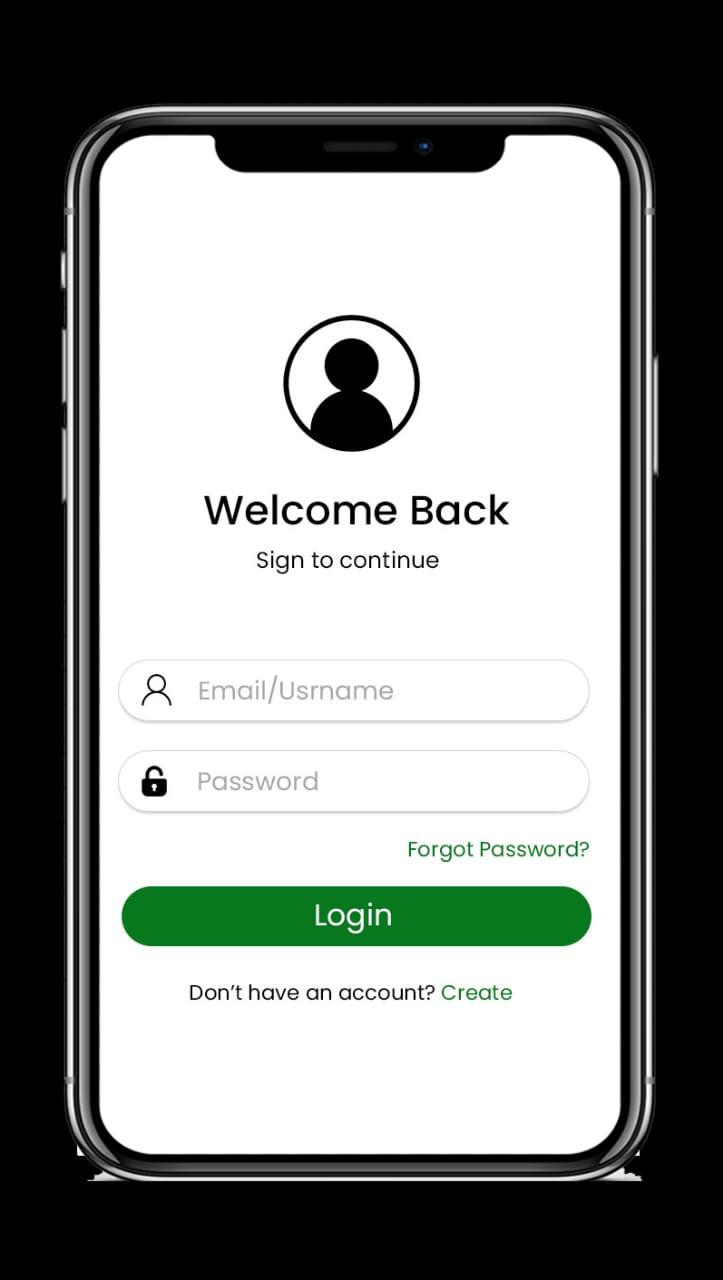 Welcome Back
Sign to continue
Email/Usrname
Password
Forgot Password?
Login
Don’t have an account? Create